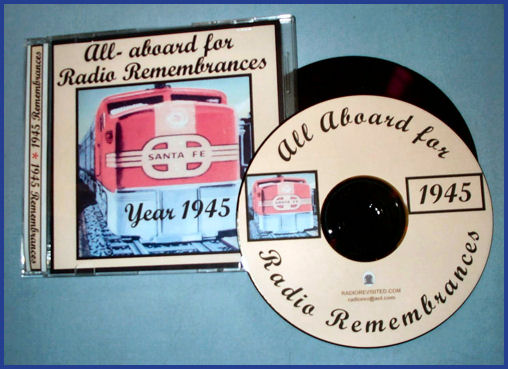 1945 Remembrances * 1945 Remembrances
All- aboard for
Radio Remembrances
SANTA FE
Year 1945
All Aboard for
1945
RADIOREVISITED.COM
radiorev@aol.com
Radio Remembrances